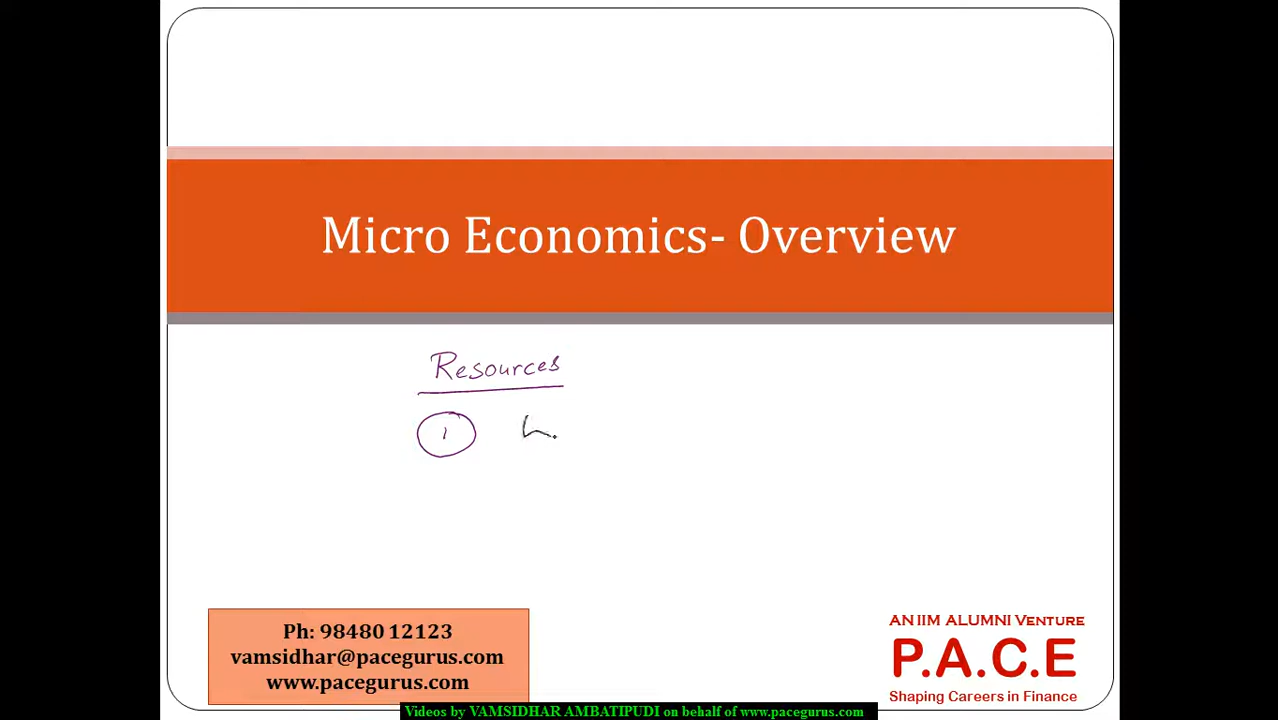 Micro Economics- Overview
Resources
1
Ph: 98480 12123
vamsidhar@pacegurus.com
www.pacegurus.com
AN IIM ALUMNI VENTURE
P.A.C.E
Shaping Careers in Finance
Videos by VAMSIDHAR AMBATIPUDI on behalf of www.pacegurus.com